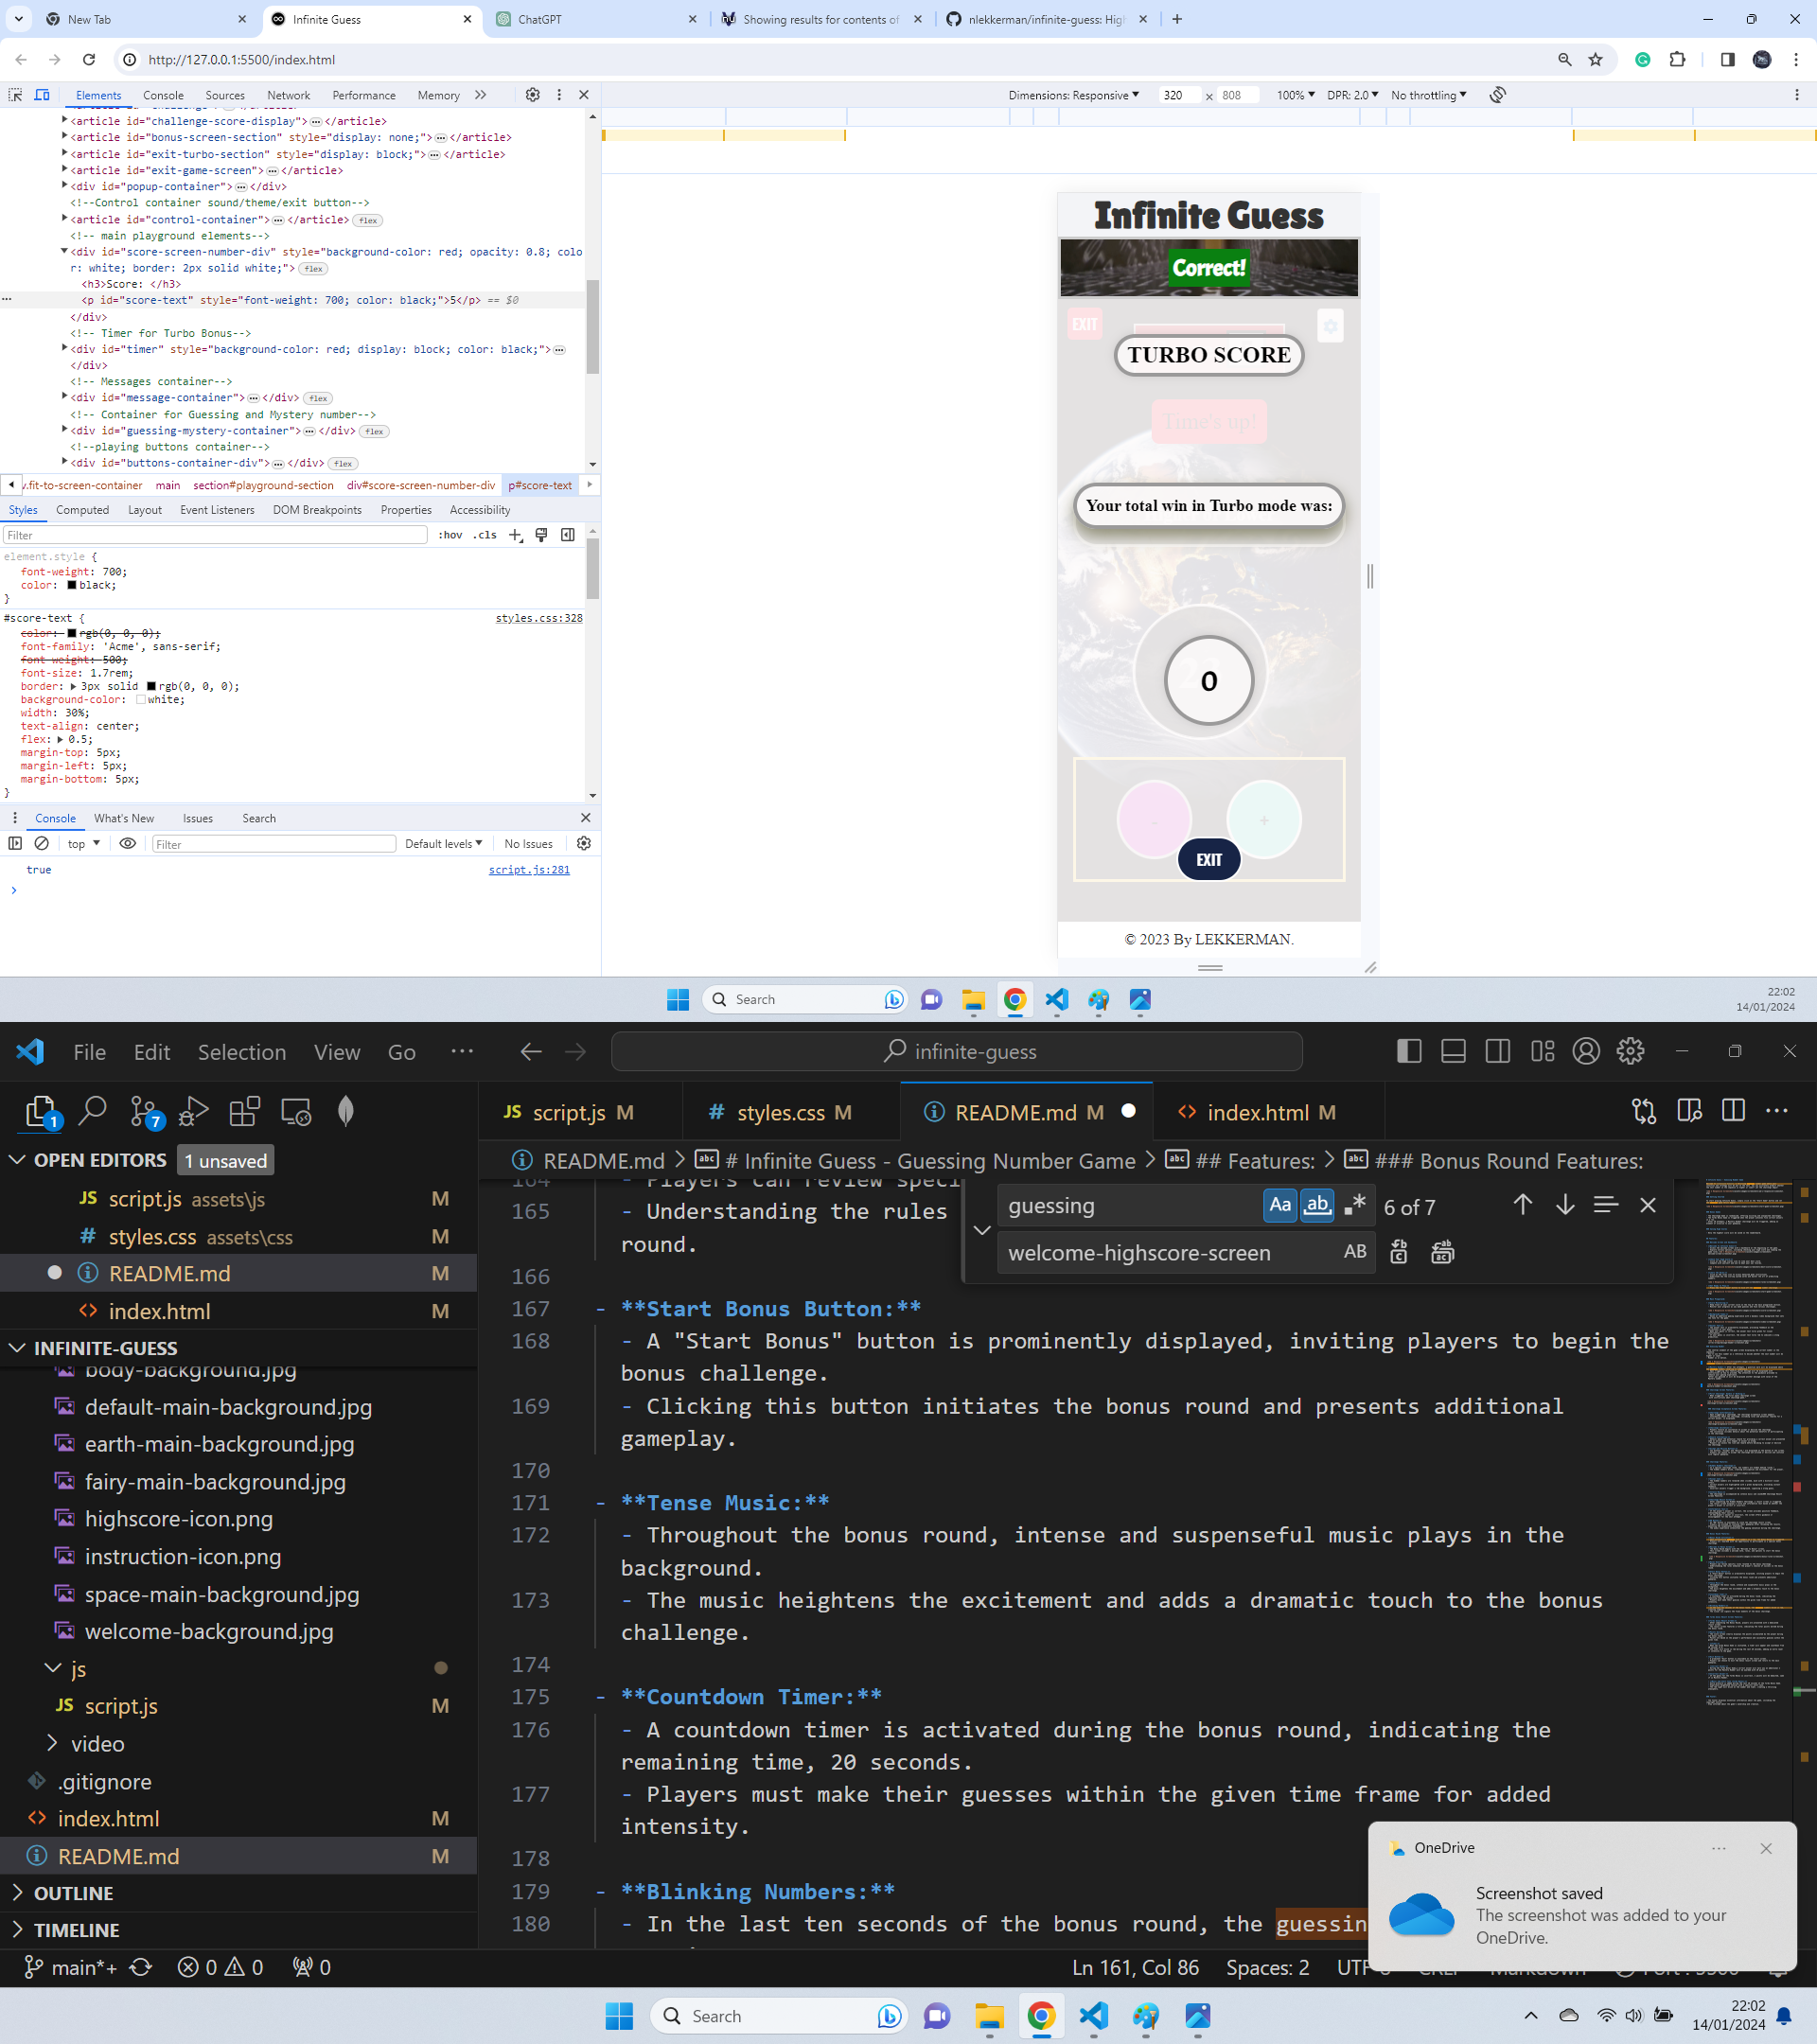 New Tab
Infinite Guess
ChatGPT
Showing results for contents of
nlekkerman/infinite-guess: Hig
http://127.0.0.1:5500/index.html
Elements Console Sources Network Performance Memory
Dimensions: Responsive 320 × 808 100% DPR: 2.0 No throttling
<article id="challenge-score-display"> … </article>
<article id="bonus-screen-section" style="display: none;"> … </article>
<article id="exit-turbo-section" style="display: block;"> … </article>
<article id="exit-game-screen"> … </article>
<div id="popup-container"> … </div>
<!--Control container sound/theme/exit button-->
<article id="control-container"> … </article> flex
<!-- main playground elements-->
<div id="score-screen-number-div" style="background-color: red; opacity: 0.8; colo
r: white; border: 2px solid white;"> flex
<h3>Score: </h3>
<p id="score-text" style="font-weight: 700; color: black;">5</p> == $0
</div>
<!-- Timer for Turbo Bonus-->
<div id="timer" style="background-color: red; display: block; color: black;"> …
</div>
<!-- Messages container-->
<div id="message-container"> … </div> flex
<!-- Container for Guessing and Mystery number-->
<div id="guessing-mystery-container"> … </div> flex
<!--playing buttons container-->
<div id="buttons-container-div"> … </div> flex
v.fit-to-screen-container main section#playground-section div#score-screen-number-div p#score-text
Styles Computed Layout Event Listeners DOM Breakpoints Properties Accessibility
Filter :hov .cls
element.style {
font-weight: 700;
color: black;
}
#score-text { styles.css:328
color: rgb(0, 0, 0);
font-family: 'Acme', sans-serif;
font-weight: 500;
font-size: 1.7rem;
border: 3px solid rgb(0, 0, 0);
background-color: white;
width: 30%;
text-align: center;
flex: 0.5;
margin-top: 5px;
margin-left: 5px;
margin-bottom: 5px;
}
Console What's New Issues Search
top Filter Default levels No Issues
true script.js:281
Infinite Guess
Correct!
EXIT
TURBO SCORE
Time's up!
Your total win in Turbo mode was:
0
- +
EXIT
© 2023 By LEKKERMAN.
Search
22:02
14/01/2024
File Edit Selection View Go ···
infinite-guess
1 7
JS script.js M
# styles.css M
README.md M
index.html M
OPEN EDITORS 1 unsaved
JS script.js assets\js M
# styles.css assets\css M
README.md M
index.html M
INFINITE-GUESS
body-background.jpg
default-main-background.jpg
earth-main-background.jpg
fairy-main-background.jpg
highscore-icon.png
instruction-icon.png
space-main-background.jpg
welcome-background.jpg
js
JS script.js M
video
.gitignore
index.html M
README.md M
OUTLINE
TIMELINE
README.md > # Infinite Guess - Guessing Number Game > ## Features: > ### Bonus Round Features:
guessing Aa ab 6 of 7
welcome-highscore-screen AB
164 - Players can review speci
165 - Understanding the rules
round.
166
167 - **Start Bonus Button:**
168 - A "Start Bonus" button is prominently displayed, inviting players to begin the
bonus challenge.
169 - Clicking this button initiates the bonus round and presents additional
gameplay.
170
171 - **Tense Music:**
172 - Throughout the bonus round, intense and suspenseful music plays in the
background.
173 - The music heightens the excitement and adds a dramatic touch to the bonus
challenge.
174
175 - **Countdown Timer:**
176 - A countdown timer is activated during the bonus round, indicating the
remaining time, 20 seconds.
177 - Players must make their guesses within the given time frame for added
intensity.
178
179 - **Blinking Numbers:**
180 - In the last ten seconds of the bonus round, the guessin
OneDrive
Screenshot saved
The screenshot was added to your
OneDrive.
main*+ 0 0 0
Ln 161, Col 86 Spaces: 2
Search
22:02
14/01/2024